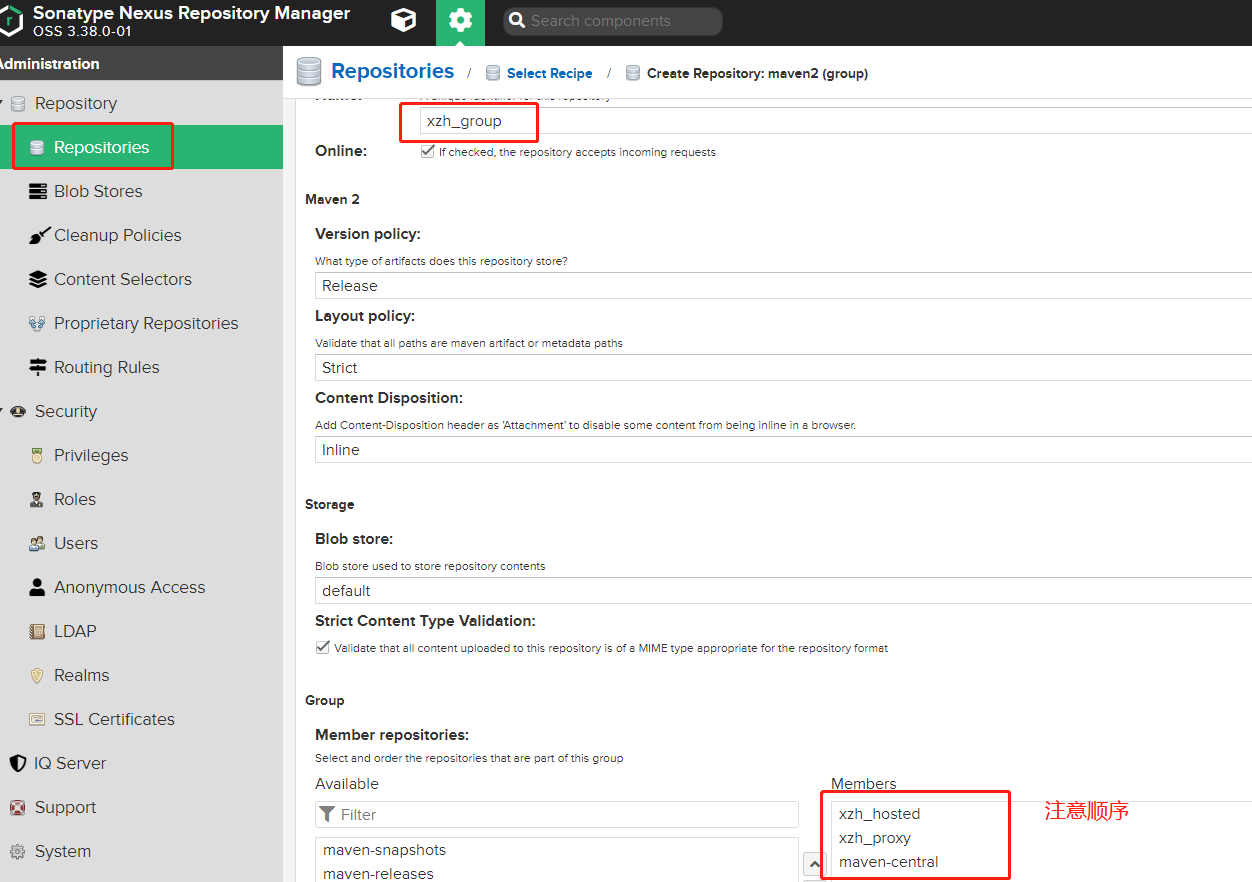 Sonatype Nexus Repository Manager
OSS 3.38.0-01
Search components
Administration
Repositories / Select Recipe / Create Repository: maven2 (group)
Repository
Repositories
Blob Stores
Cleanup Policies
Content Selectors
Proprietary Repositories
Routing Rules
Security
Privileges
Roles
Users
Anonymous Access
LDAP
Realms
SSL Certificates
IQ Server
Support
System
xzh_group
Online:
If checked, the repository accepts incoming requests
Maven 2
Version policy:
What type of artifacts does this repository store?
Release
Layout policy:
Validate that all paths are maven artifact or metadata paths
Strict
Content Disposition:
Add Content-Disposition header as 'Attachment' to disable some content from being inline in a browser.
Inline
Storage
Blob store:
Blob store used to store repository contents
default
Strict Content Type Validation:
Validate that all content uploaded to this repository is of a MIME type appropriate for the repository format
Group
Member repositories:
Select and order the repositories that are part of this group
Available
Filter
maven-snapshots
maven-releases
Members
xzh_hosted
xzh_proxy
maven-central
注意顺序